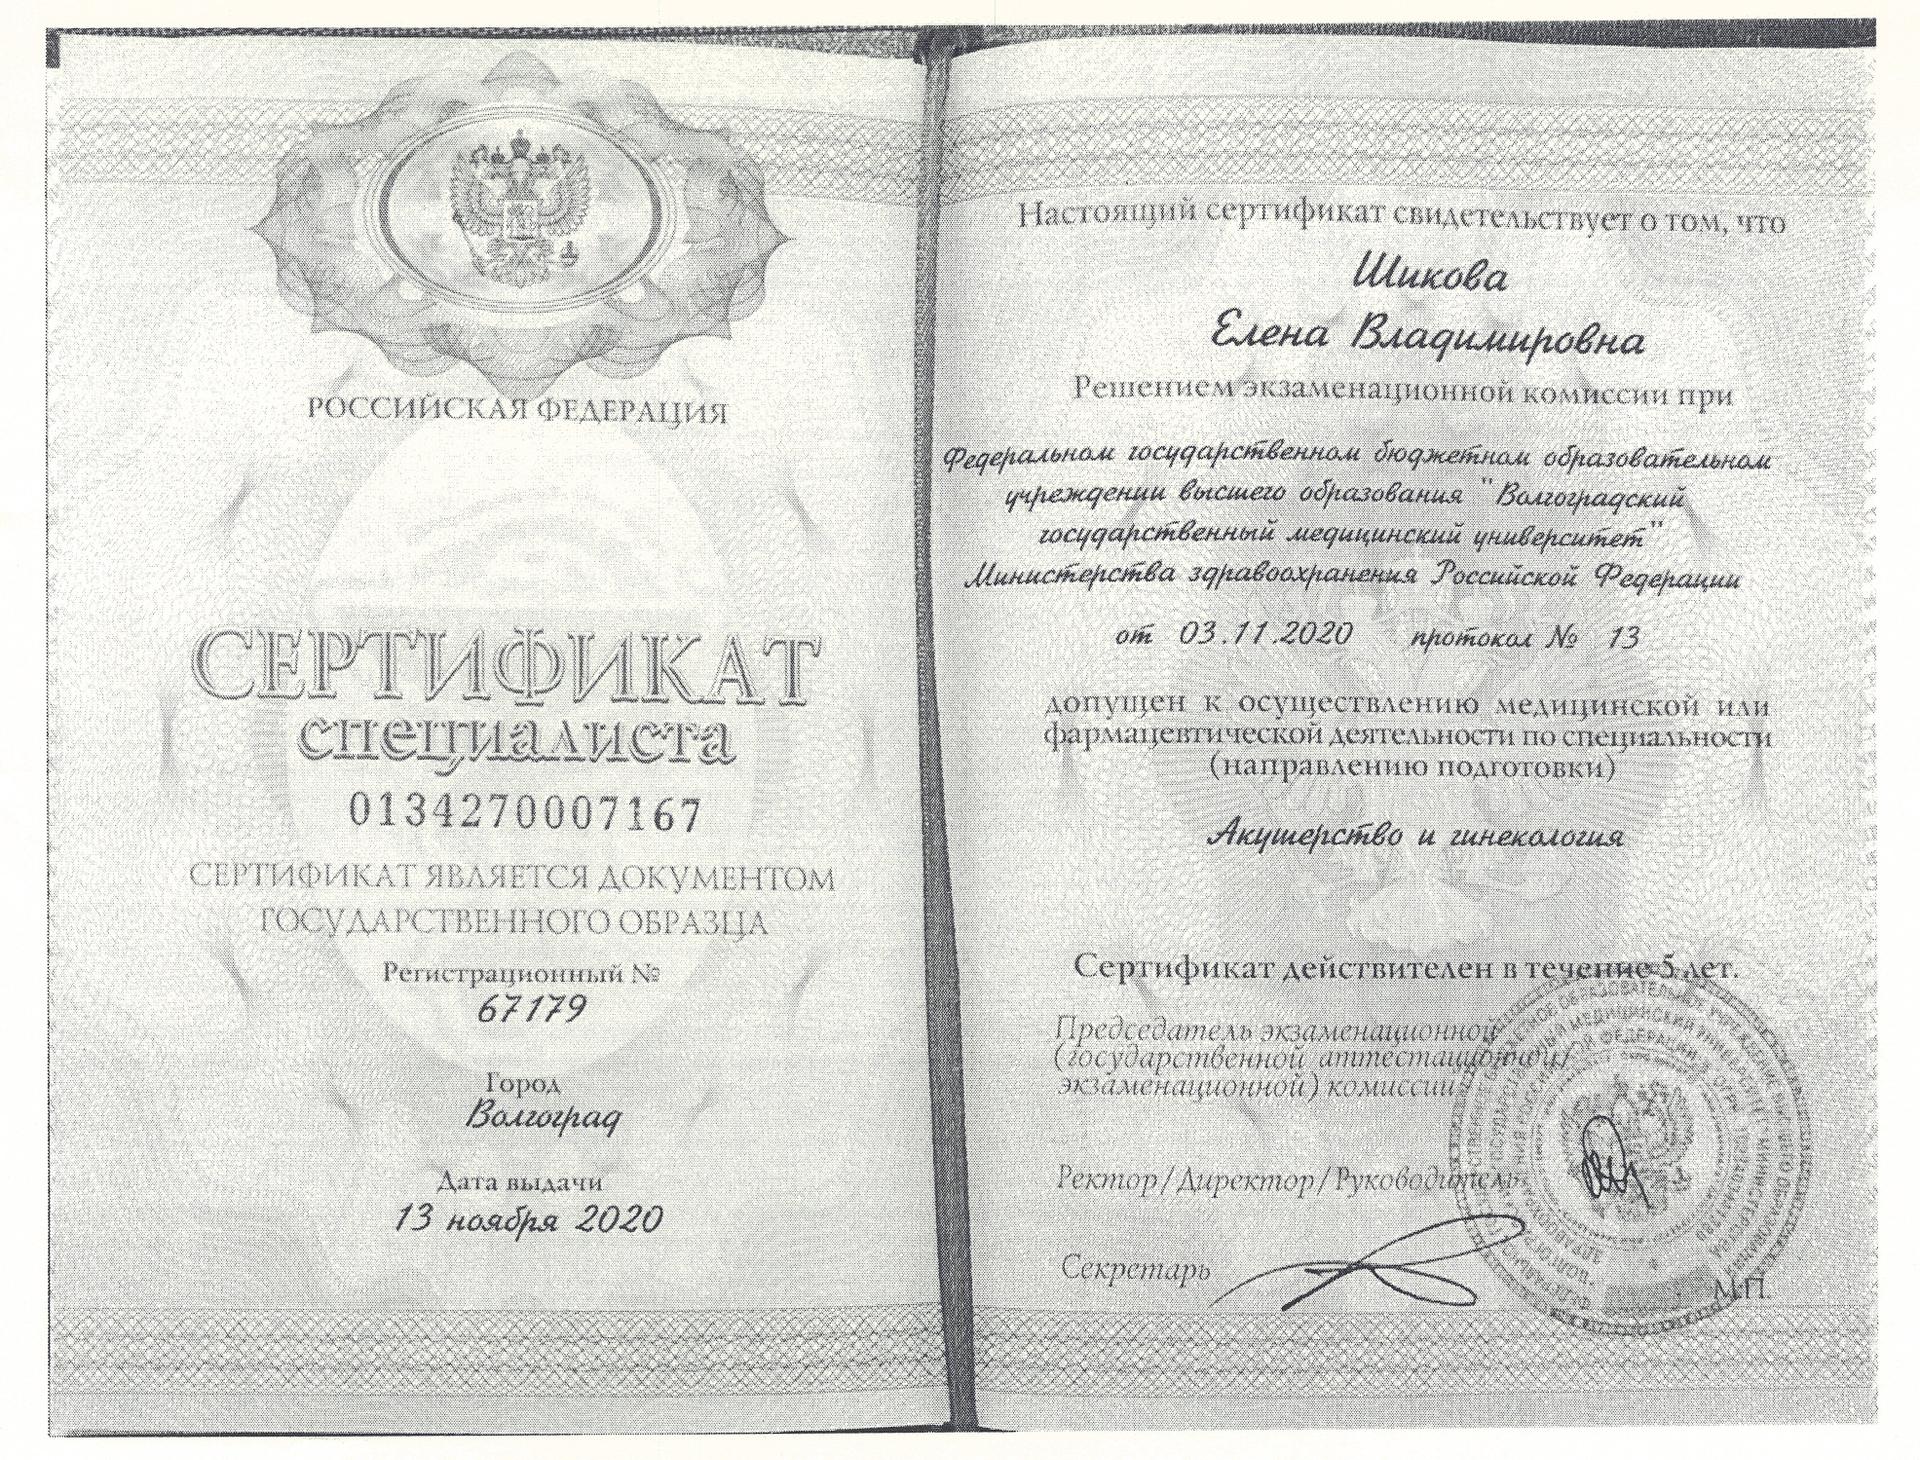 РОССИЙСКАЯ ФЕДЕРАЦИЯ
СЕРТИФИКАТ
специалиста
0134270007167
СЕРТИФИКАТ ЯВЛЯЕТСЯ ДОКУМЕНТОМ
ГОСУДАРСТВЕННОГО ОБРАЗЦА
Регистрационный №
67179
Город
Волгоград
Дата выдачи
13 ноября 2020
Настоящий сертификат свидетельствует о том, что
Шикова
Елена Владимировна
Решением экзаменационной комиссии при
Федеральном государственном бюджетном образовательном
учреждении высшего образования "Волгоградский
государственный медицинский университет"
Министерства здравоохранения Российской Федерации
от 03.11.2020 протокол № 13
допущен к осуществлению медицинской или
фармацевтической деятельности по специальности
(направлению подготовки)
Акушерство и гинекология
Сертификат действителен в течение 5 лет.
Председатель экзаменационной
(государственной аттестационной/
экзаменационной) комиссии
Ректор/Директор/Руководитель
Секретарь
М.П.